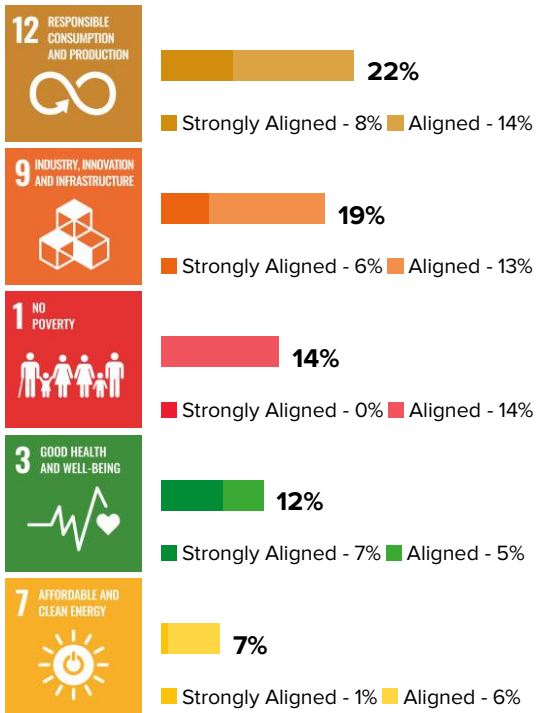 12 RESPONSIBLE
CONSUMPTION
AND PRODUCTION
22%
Strongly Aligned - 8% Aligned - 14%
9 INDUSTRY, INNOVATION
AND INFRASTRUCTURE
19%
Strongly Aligned - 6% Aligned - 13%
1 NO
POVERTY
14%
Strongly Aligned - 0% Aligned - 14%
3 GOOD HEALTH
AND WELL-BEING
12%
Strongly Aligned - 7% Aligned - 5%
7 AFFORDABLE AND
CLEAN ENERGY
7%
Strongly Aligned - 1% Aligned - 6%